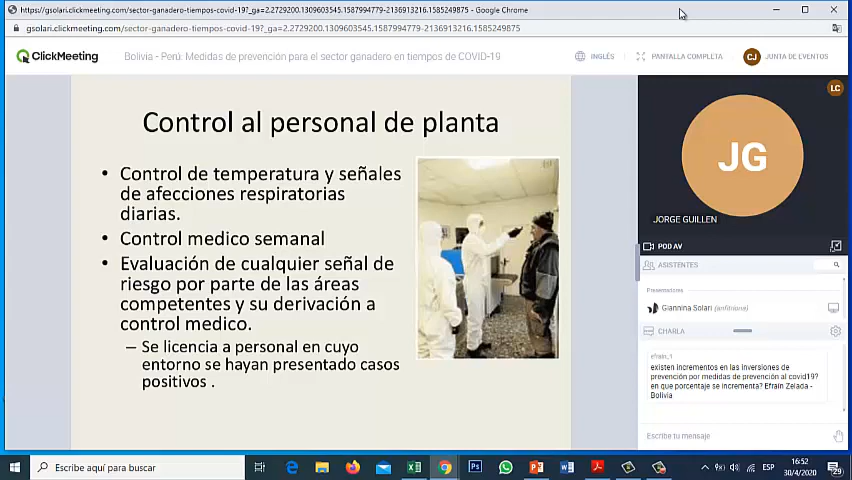 https://gsolari.clickmeeting.com/sector-ganadero-tiempos-covid-19?_ga=2.2729200.1309603545.1587994779-2136913216.1585249875 - Google Chrome
gsolari.clickmeeting.com/sector-ganadero-tiempos-covid-19?_ga=2.2729200.1309603545.1587994779-2136913216.1585249875
ClickMeeting
Bolivia - Perú: Medidas de prevención para el sector ganadero en tiempos de COVID-19
INGLÉS
PANTALLA COMPLETA
CJ
JUNTA DE EVENTOS
Control al personal de planta
• Control de temperatura y señales
de afecciones respiratorias
diarias.
• Control medico semanal
• Evaluación de cualquier señal de
riesgo por parte de las áreas
competentes y su derivación a
control medico.
– Se licencia a personal en cuyo
entorno se hayan presentado casos
positivos .
LC
JG
JORGE GUILLEN
POD AV
ASISTENTES
Presentadores
Giannina Solari (anfitriona)
CHARLA
efrain_1
existen incrementos en las inversiones de
prevención por medidas de prevención al covid19?
en que porcentaje se incrementa? Efraín Zelada -
Bolivia
Escribe tu mensaje
Escribe aquí para buscar
ESP
16:52
30/4/2020
29